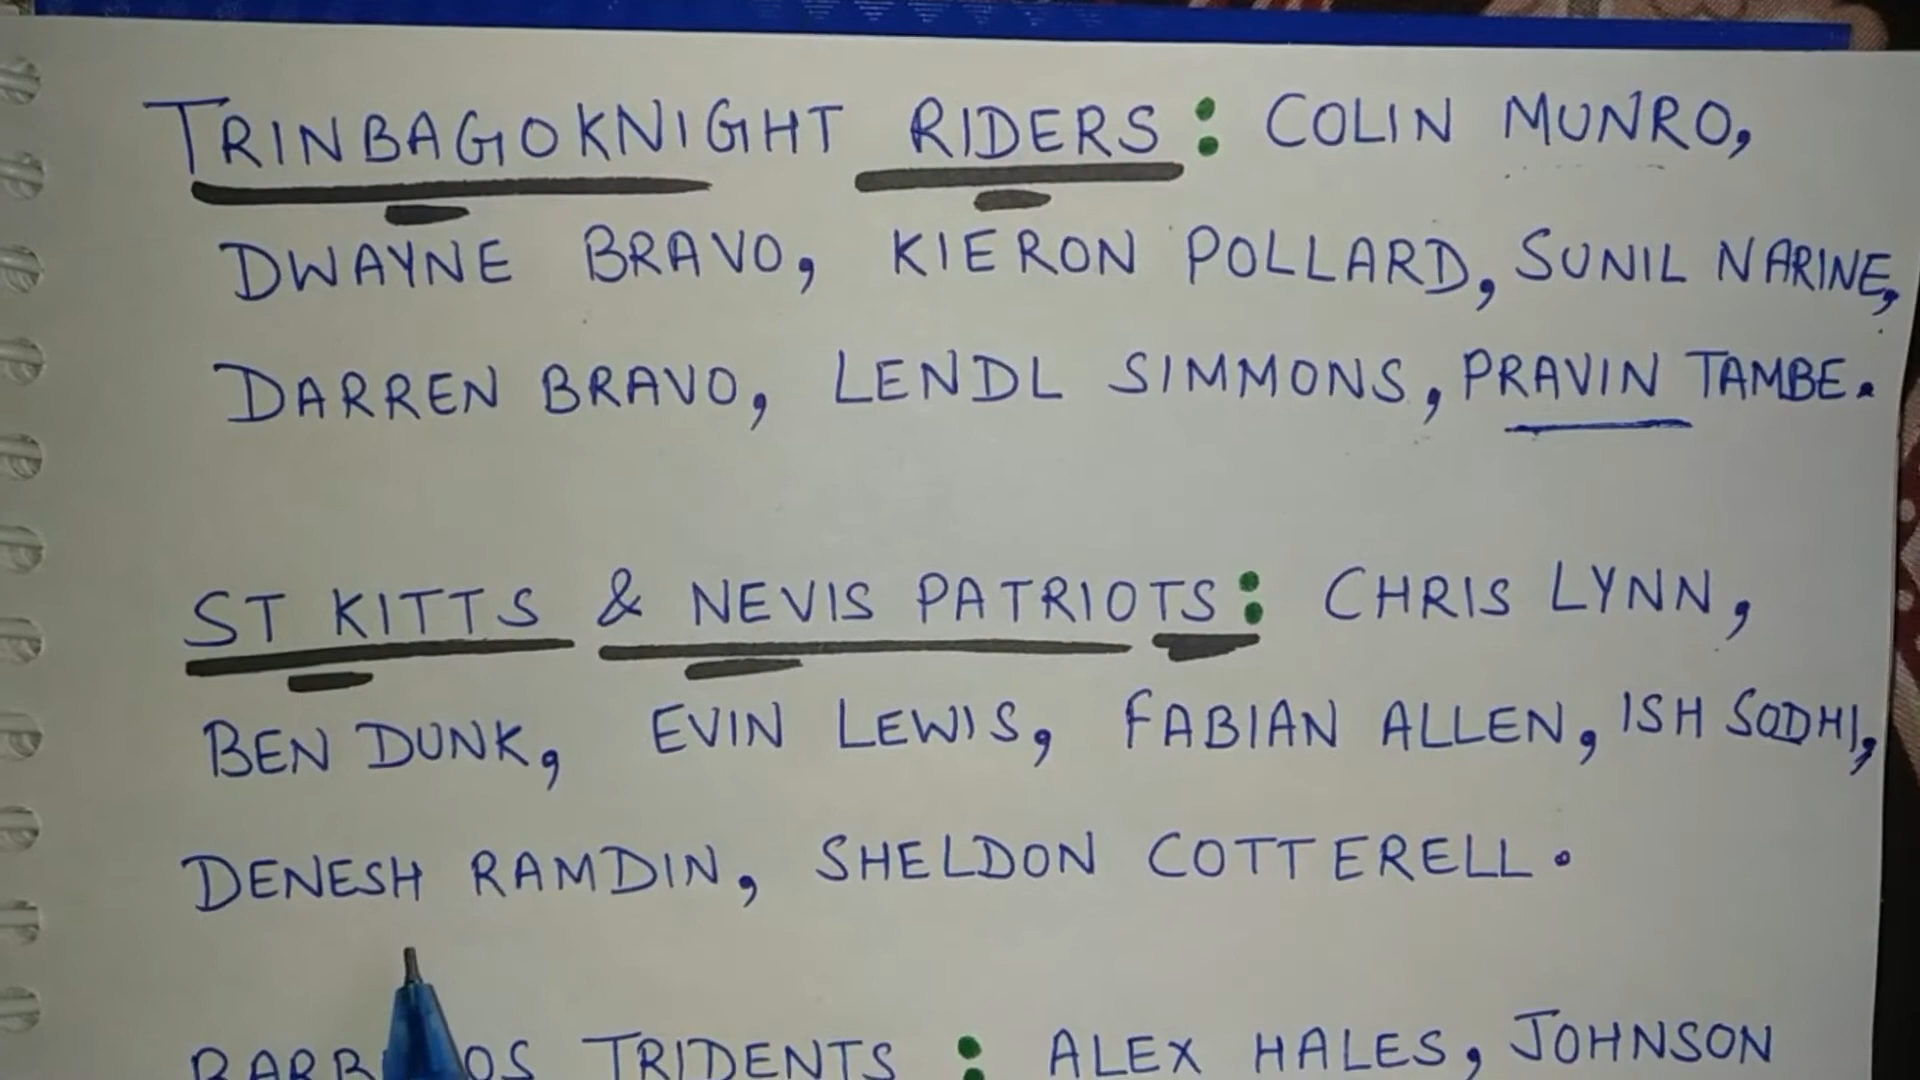 TRINBAGOKNIGHT RIDERS: COLIN MUNRO,
DWAYNE BRAVO, KIERON POLLARD, SUNIL NARINE,
DARREN BRAVO, LENDL SIMMONS, PRAVIN TAMBE.
ST KITTS & NEVIS PATRIOTS: CHRIS LYNN,
BEN DUNK, EVIN LEWIS, FABIAN ALLEN, ISH SODHI,
DENESH RAMDIN, SHELDON COTTERELL.
TRIDENTS: ALEX HALES, JOHNSON